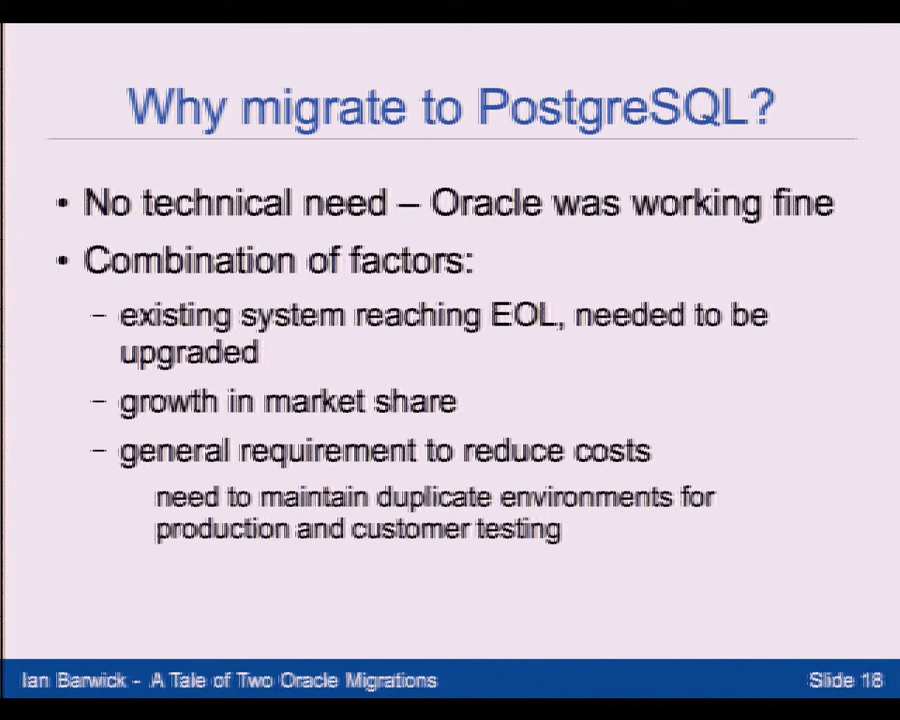 Why migrate to PostgreSQL?
• No technical need – Oracle was working fine
• Combination of factors:
– existing system reaching EOL, needed to be
upgraded
– growth in market share
– general requirement to reduce costs
need to maintain duplicate environments for
production and customer testing
Ian Barwick - A Tale of Two Oracle Migrations
Slide 18